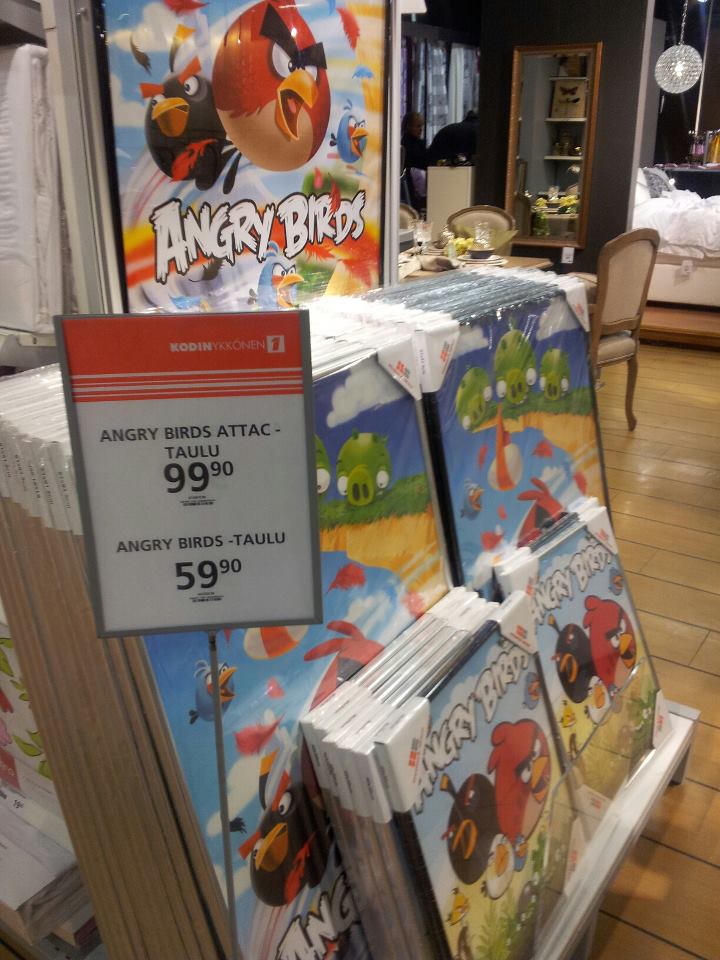 ANGRY BIRDS
KODINYKKÖNEN 1
ANGRY BIRDS ATTAC -
TAULU
99 90
ANGRY BIRDS -TAULU
59 90
ANGRY BIRDS
ANGRY BIRDS
ANG